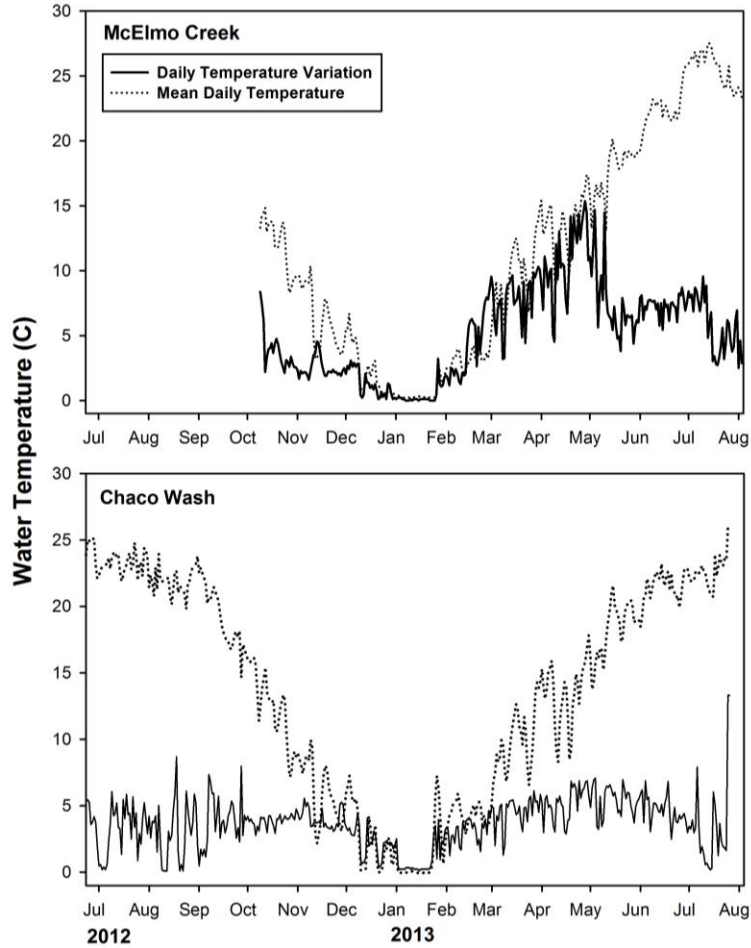 McElmo Creek
Daily Temperature Variation
Mean Daily Temperature
30
25
20
15
10
5
0
Jul Aug Sep Oct Nov Dec Jan Feb Mar Apr May Jun Jul Aug
Water Temperature (C)
Chaco Wash
30
25
20
15
10
5
0
Jul Aug Sep Oct Nov Dec Jan Feb Mar Apr May Jun Jul Aug
2012 2013